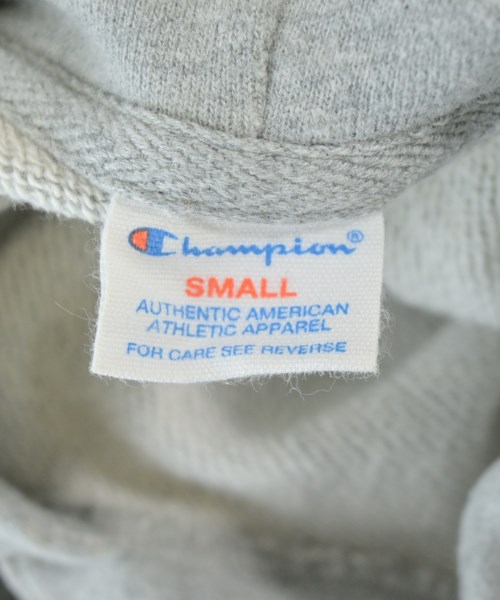 Champion®
SMALL
AUTHENTIC AMERICAN
ATHLETIC APPAREL
FOR CARE SEE REVERSE